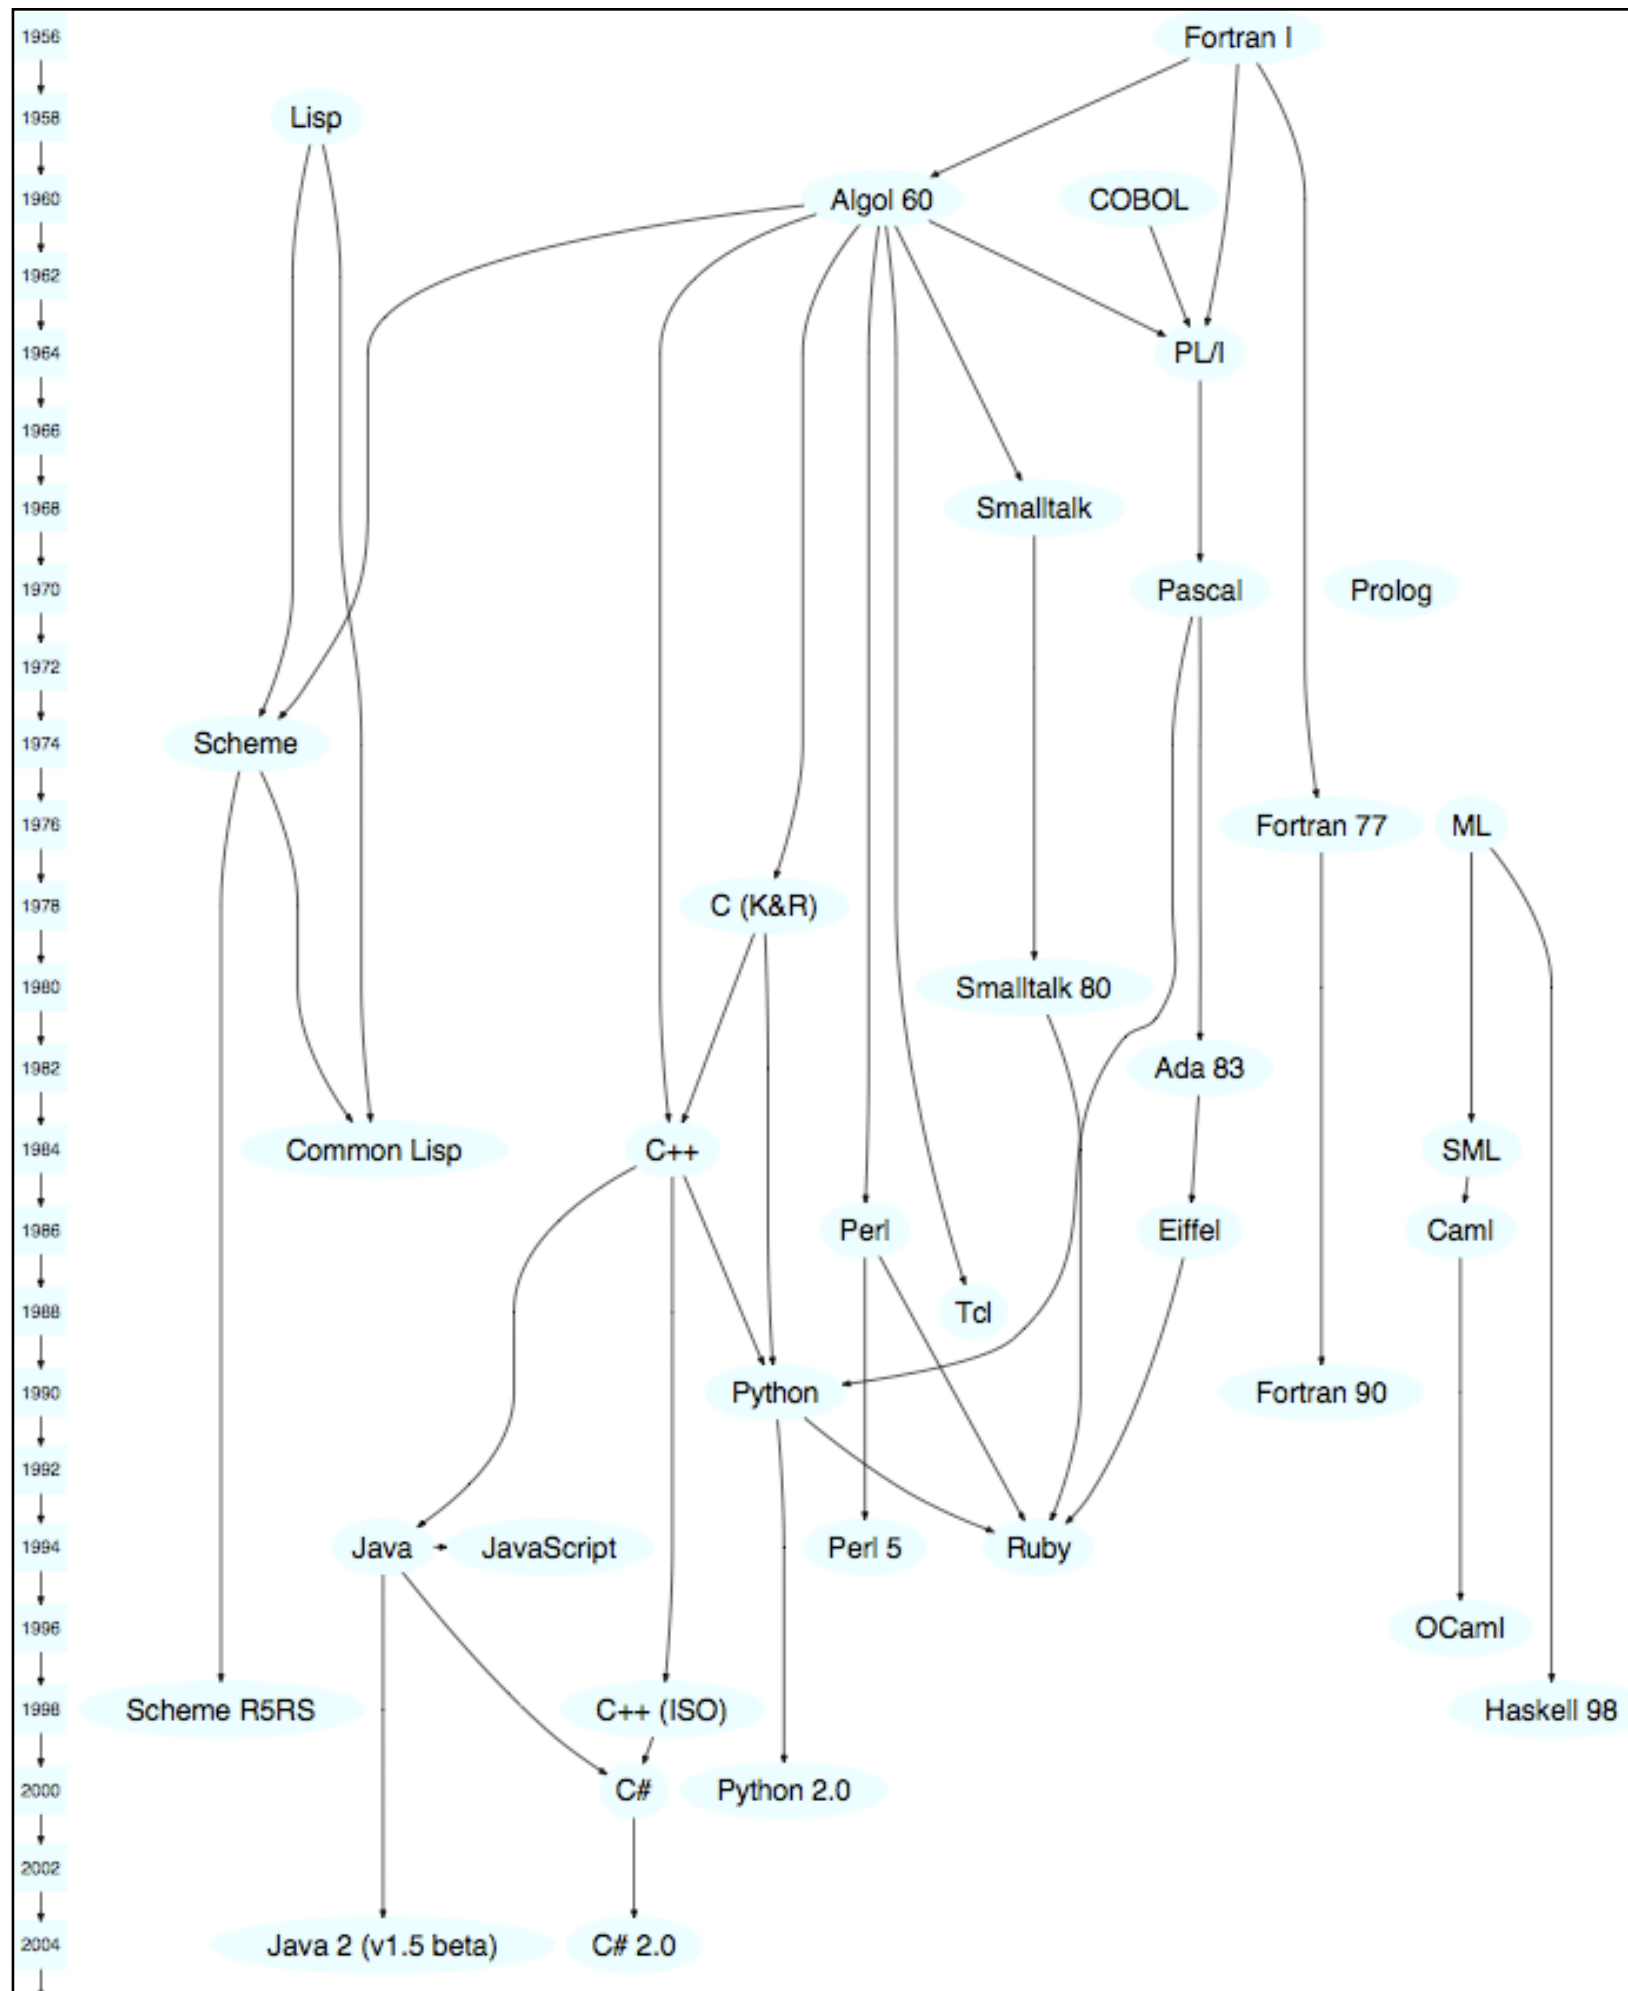 1956 Fortran I
1958 Lisp
1960 Algol 60 COBOL
1962
1964 PL/I
1966
1968 Smalltalk
1970 Pascal Prolog
1972
1974 Scheme
1976 Fortran 77 ML
1978 C (K&R)
1980 Smalltalk 80
1982 Ada 83
1984 Common Lisp C++ SML
1986 Perl Eiffel Caml
1988 Tcl
1990 Python Fortran 90
1992
1994 Java JavaScript Perl 5 Ruby
1996 OCaml
1998 Scheme R5RS C++ (ISO) Haskell 98
2000 C# Python 2.0
2002
2004 Java 2 (v1.5 beta) C# 2.0